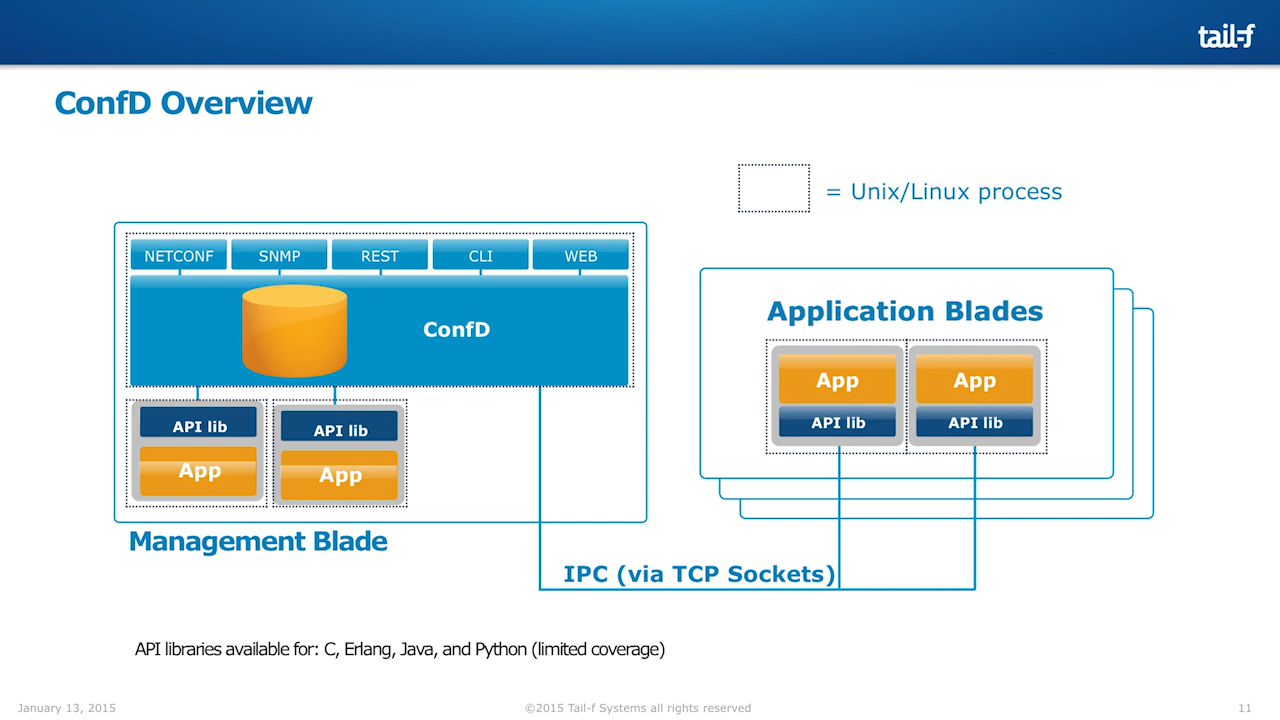 tail-f
ConfD Overview
= Unix/Linux process
NETCONF
SNMP
REST
CLI
WEB
ConfD
API lib
App
API lib
App
Management Blade
Application Blades
App
API lib
App
API lib
IPC (via TCP Sockets)
API libraries available for: C, Erlang, Java, and Python (limited coverage)
January 13, 2015
©2015 Tail-f Systems all rights reserved
11